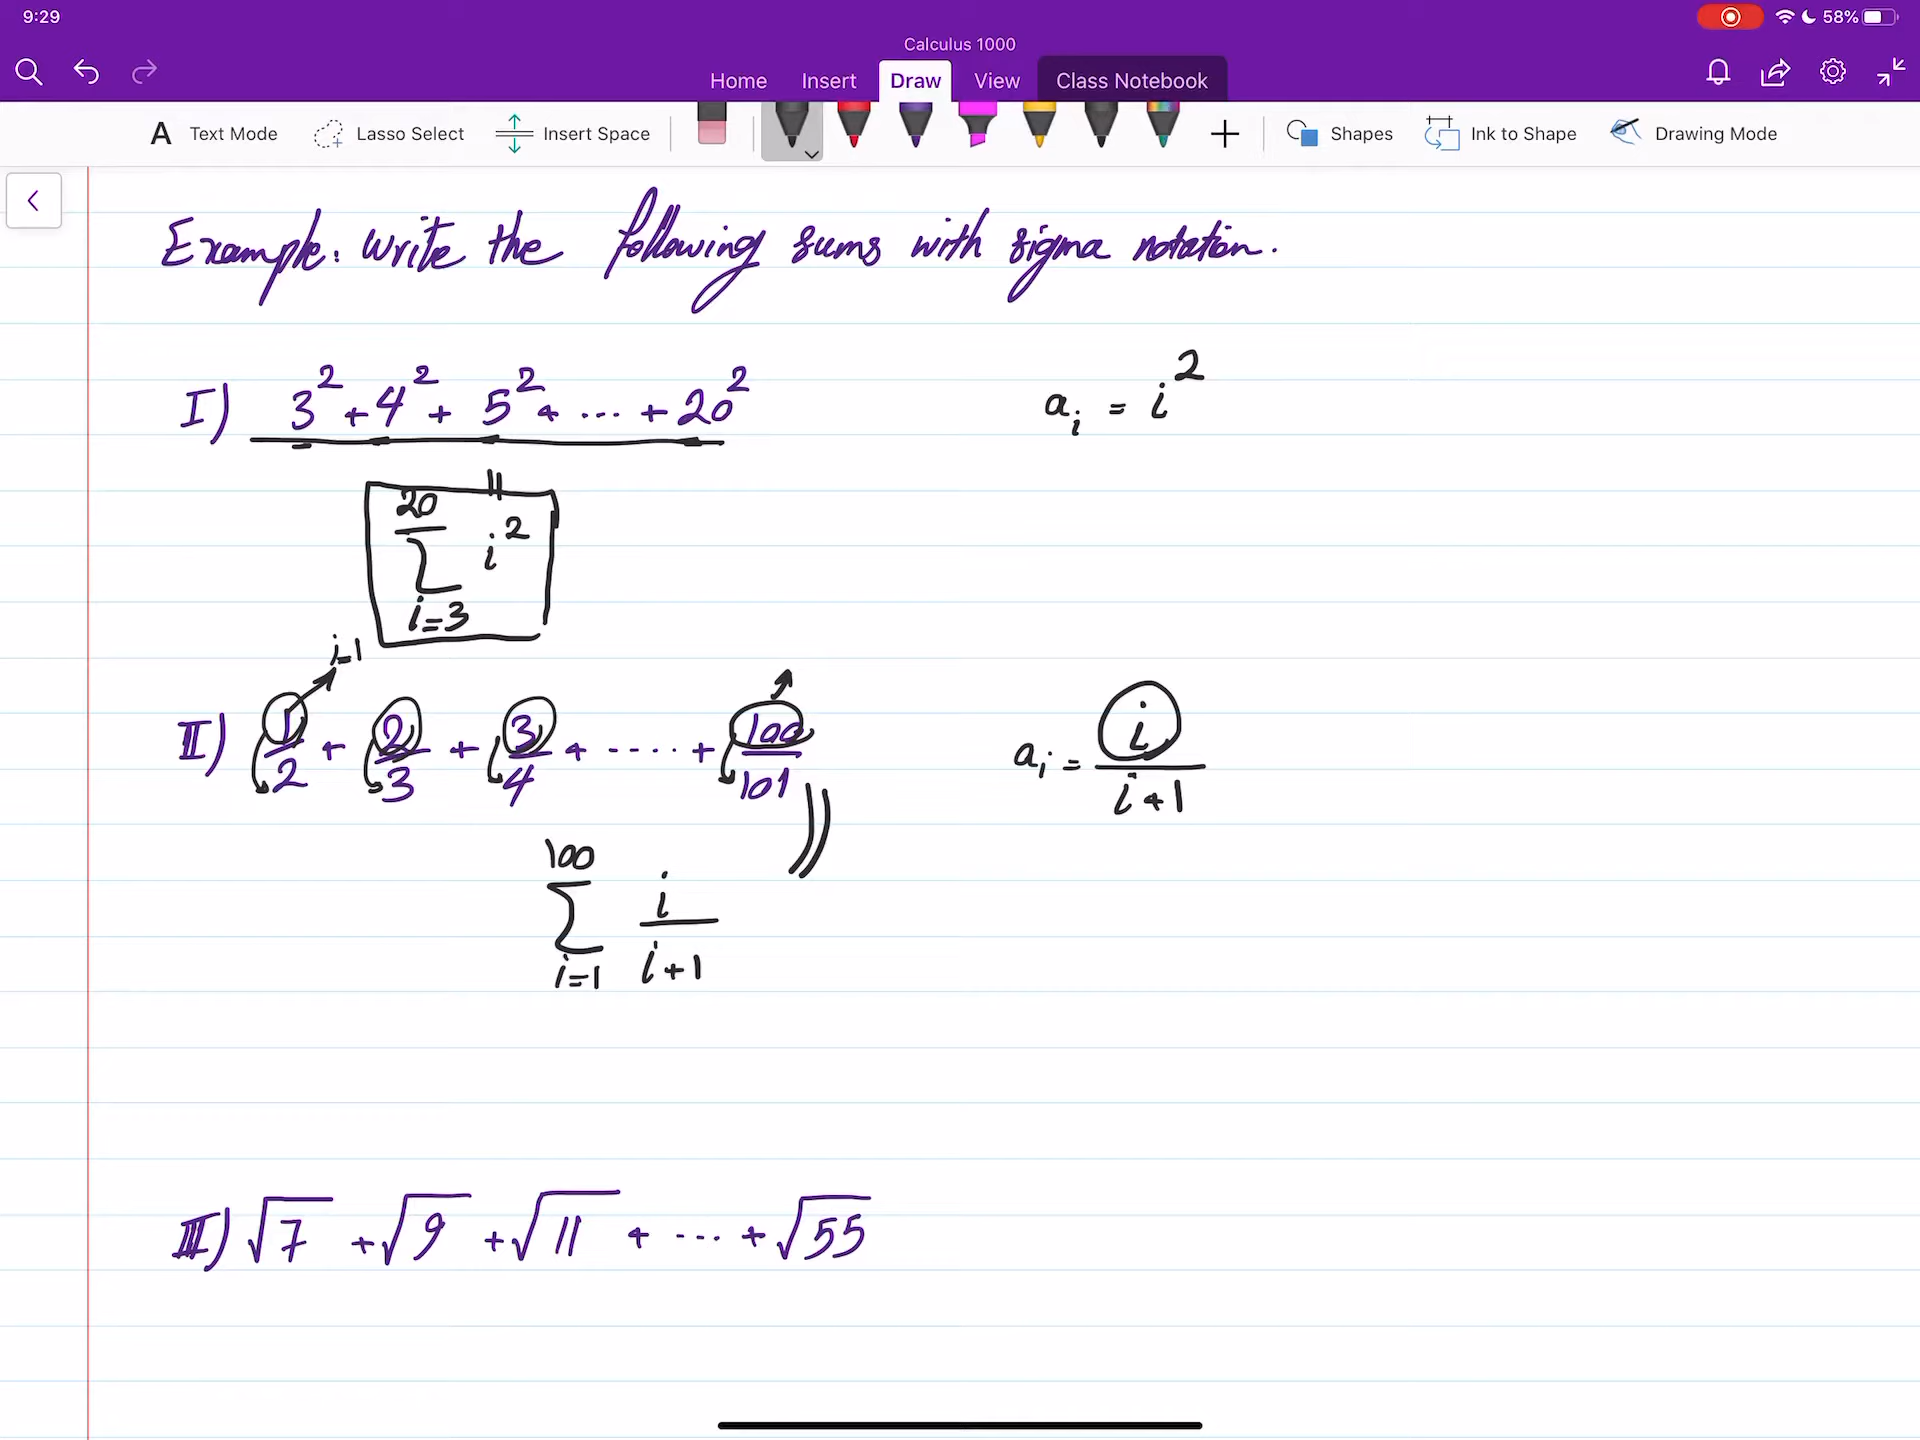 9:29
58%
Calculus 1000
Home Insert Draw View Class Notebook
A Text Mode Lasso Select Insert Space Shapes Ink to Shape Drawing Mode
Example: Write the following sums with sigma notation.
I) 3² + 4² + 5² + ... + 20²
aᵢ = i²
||
20
∑ i²
i=3
i=1
II) 1/2 + 2/3 + 3/4 + .... + 100/101
aᵢ = i/(i+1)
100
∑ i/(i+1)
i=1
III) √7 + √9 + √11 + ... + √55